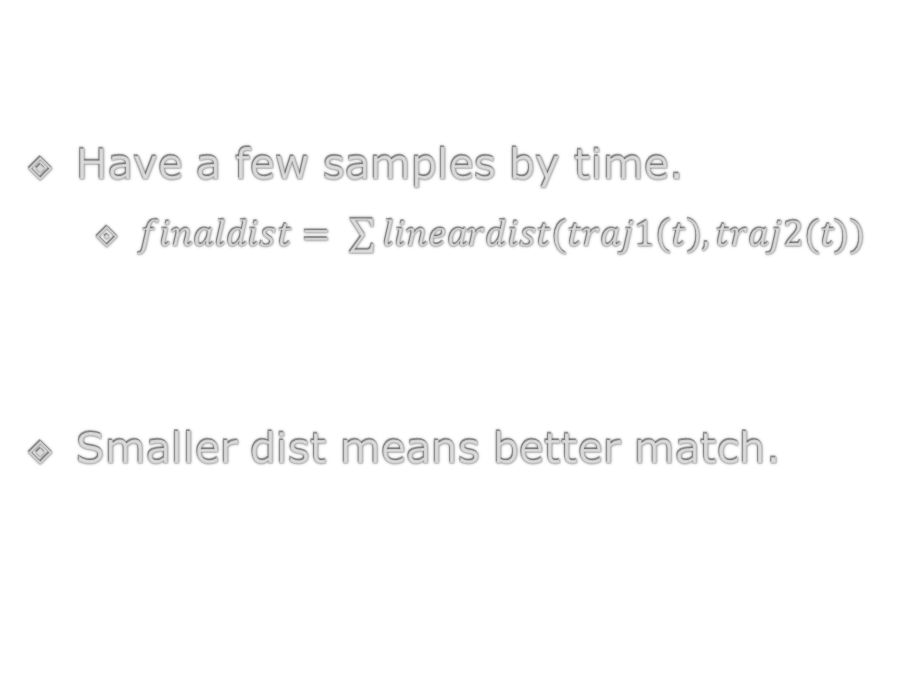 Have a few samples by time.
finaldist = ∑ lineardist(traj1(t), traj2(t))
Smaller dist means better match.